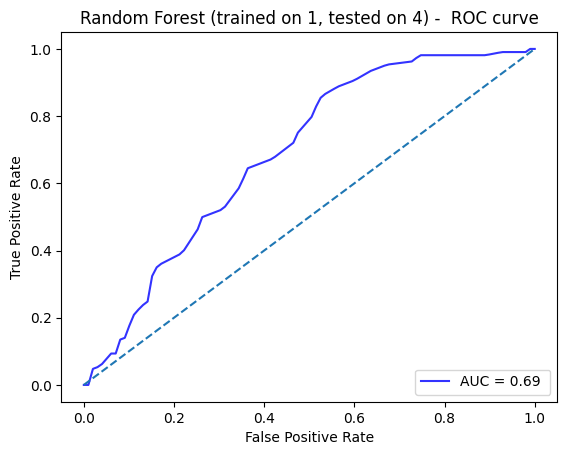 Random Forest (trained on 1, tested on 4) -  ROC curve
True Positive Rate
1.0
0.8
0.6
0.4
0.2
0.0
0.0 0.2 0.4 0.6 0.8 1.0
False Positive Rate
AUC = 0.69